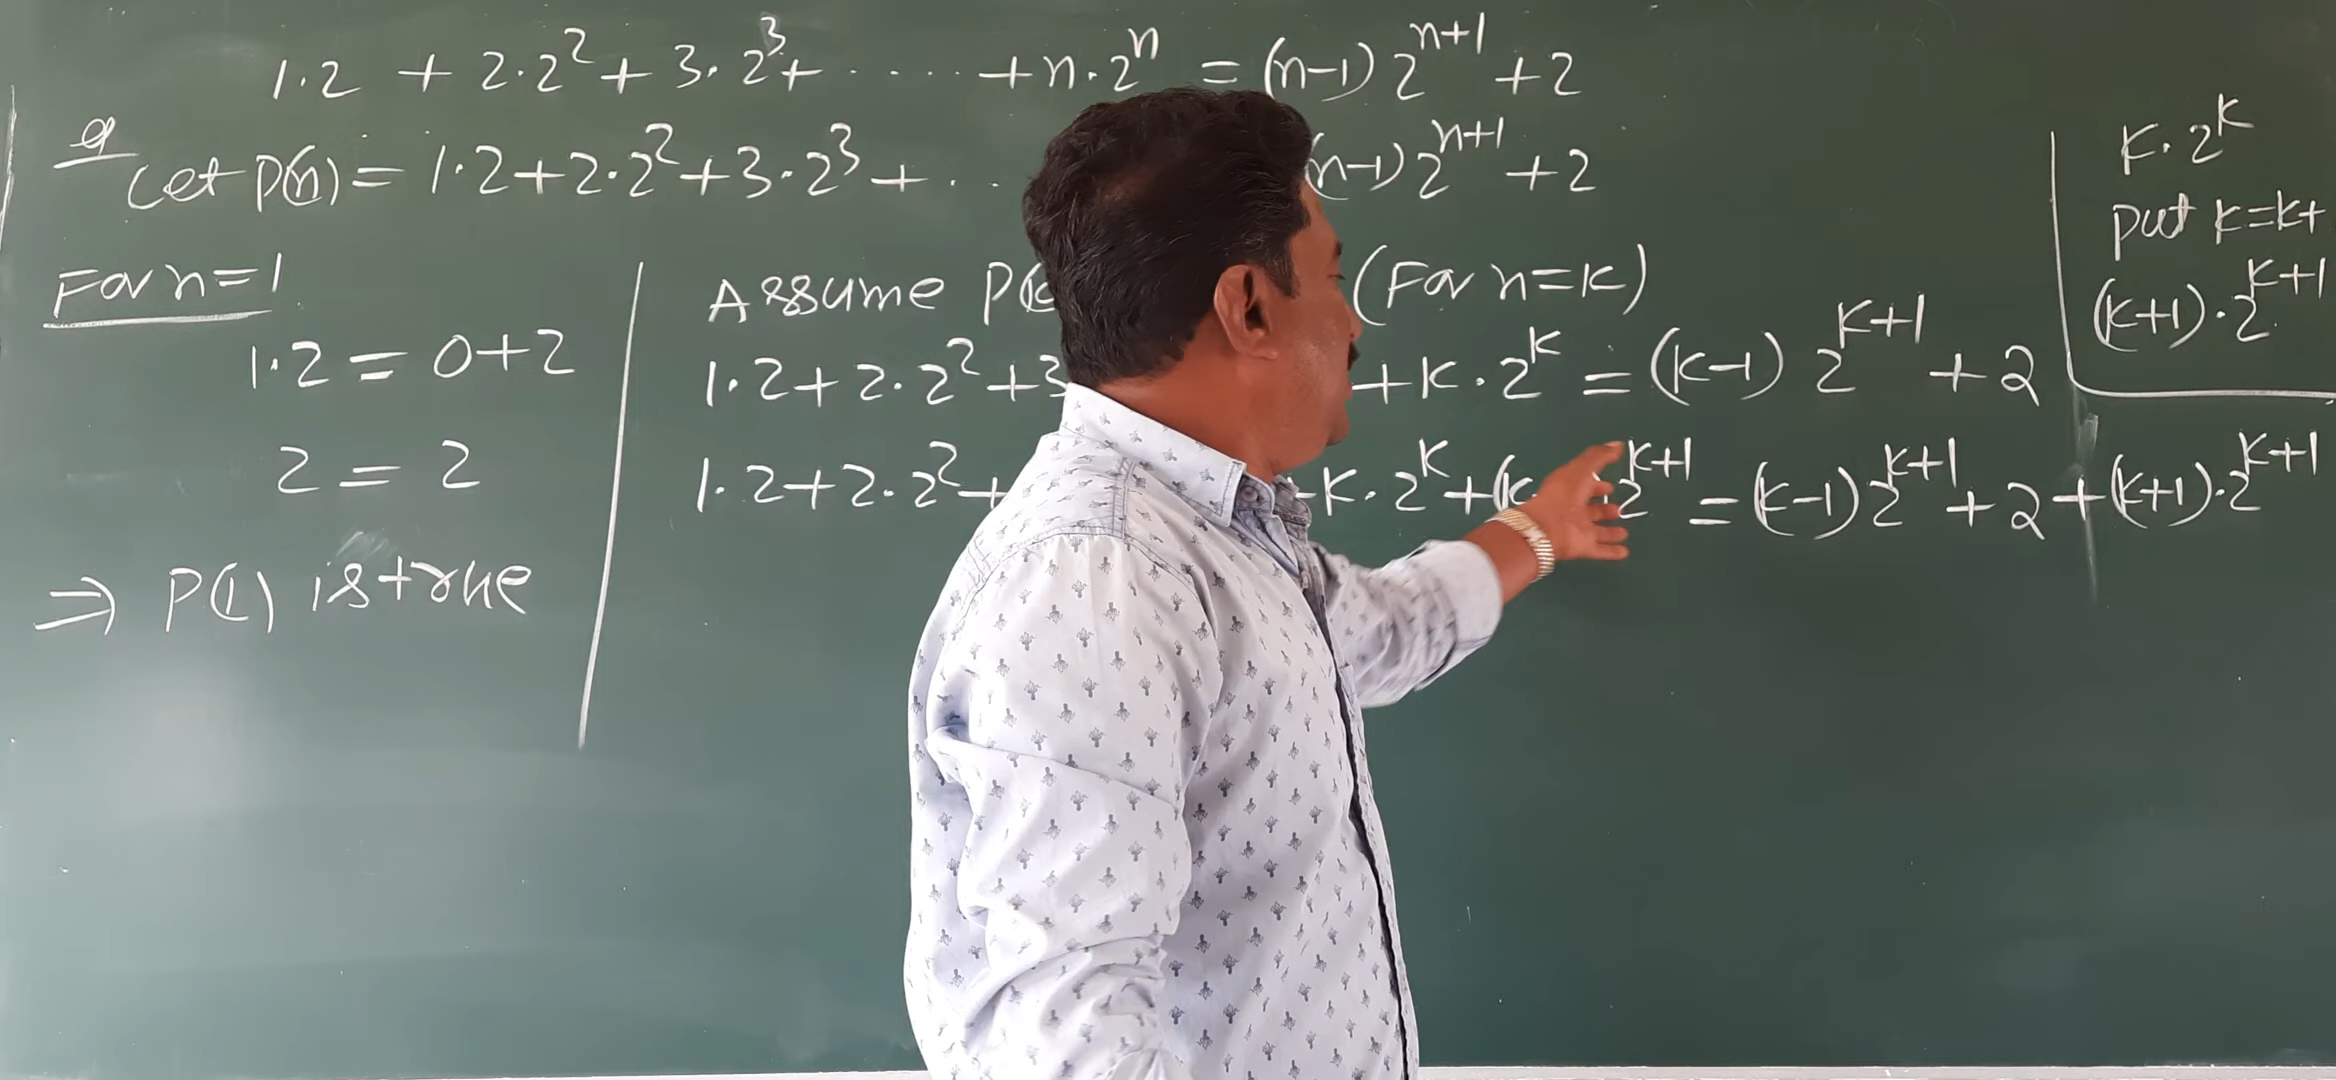 1·2 + 2·2² + 3·2³+ ..... +n·2ⁿ = (n-1) 2ⁿ⁺¹ +2
Let P(n)= 1·2+2·2²+3·2³+ .. (n-1)2ⁿ⁺¹ +2
For n=1
1·2 = 0+2
2 = 2
⇒ P(1) is true
Assume P(k (For n=k)
1·2+2·2²+3 +k·2ᵏ =(k-1) 2ᵏ⁺¹ +2
1·2+2·2²+ k·2ᵏ+(k 2ᵏ⁺¹ =(k-1)2ᵏ⁺¹ +2+(k+1)·2ᵏ⁺¹
k·2ᵏ
put k=k+
(k+1)·2ᵏ⁺¹